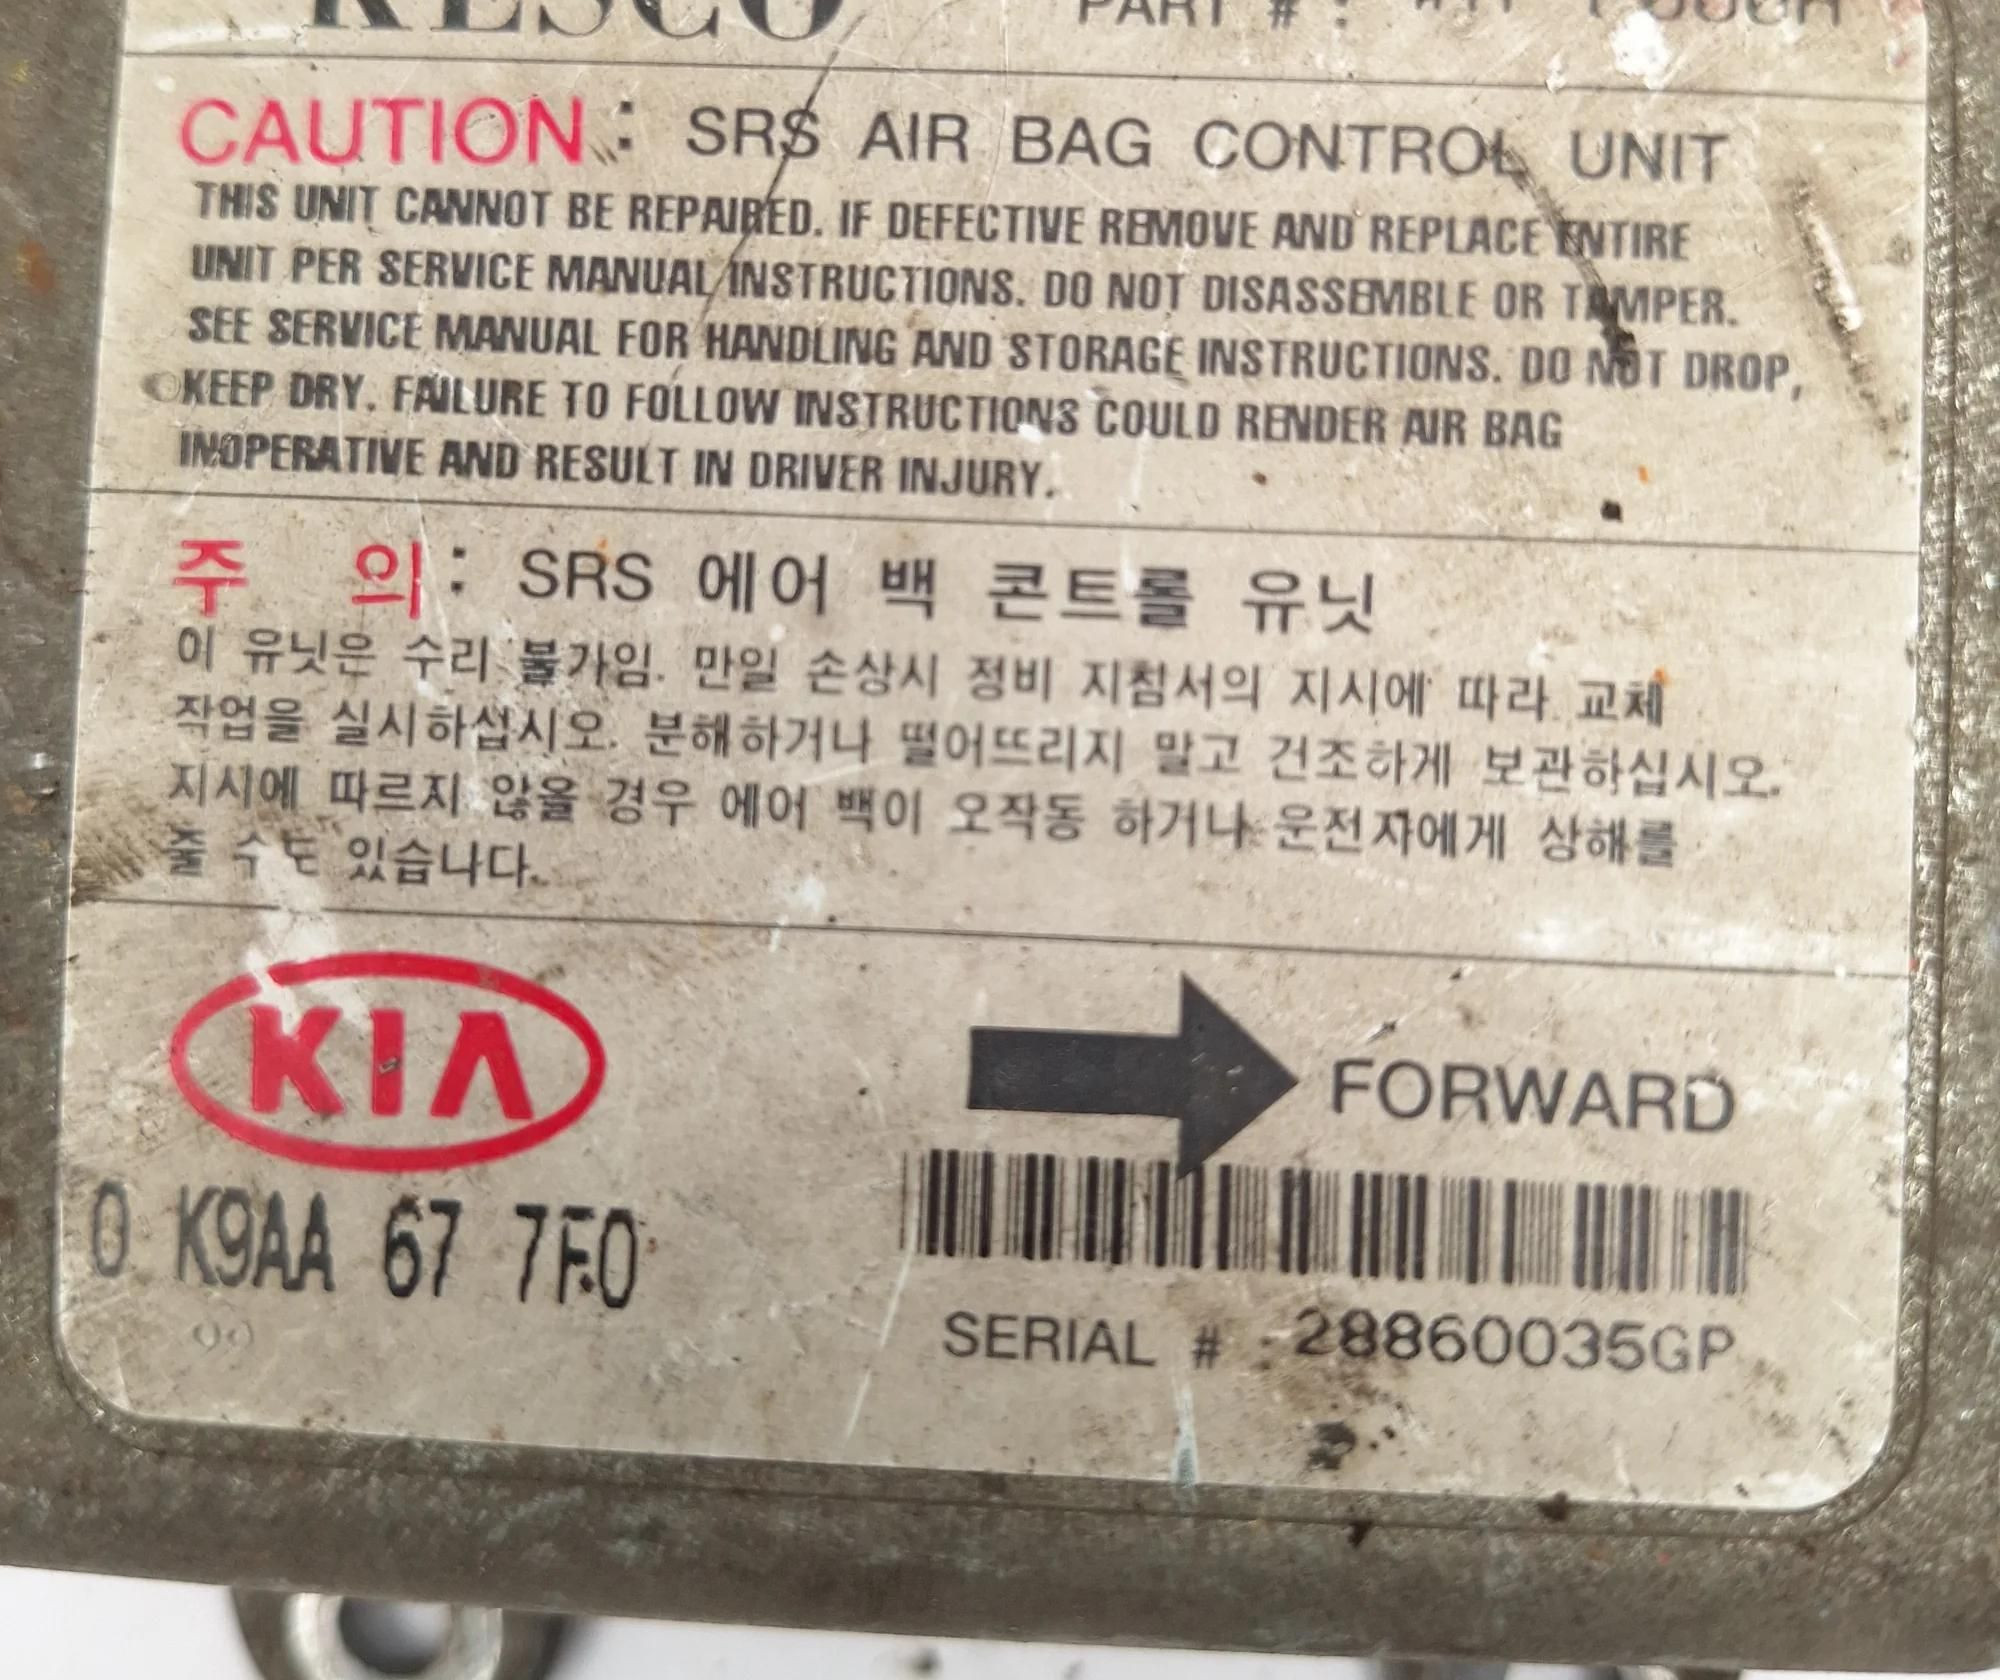 KESCO PART # :
CAUTION : SRS AIR BAG CONTROL UNIT
THIS UNIT CANNOT BE REPAIRED. IF DEFECTIVE REMOVE AND REPLACE ENTIRE
UNIT PER SERVICE MANUAL INSTRUCTIONS. DO NOT DISASSEMBLE OR TAMPER.
SEE SERVICE MANUAL FOR HANDLING AND STORAGE INSTRUCTIONS. DO NOT DROP,
KEEP DRY. FAILURE TO FOLLOW INSTRUCTIONS COULD RENDER AIR BAG
INOPERATIVE AND RESULT IN DRIVER INJURY.
주 의 : SRS 에어 백 콘트롤 유닛
이 유닛은 수리 불가임. 만일 손상시 정비 지침서의 지시에 따라 교체
작업을 실시하십시오. 분해하거나 떨어뜨리지 말고 건조하게 보관하십시오.
지시에 따르지 않을 경우 에어 백이 오작동 하거나 운전자에게 상해를
줄 수도 있습니다.
KIA
FORWARD
0 K9AA 67 7F0
SERIAL # : 28860035GP